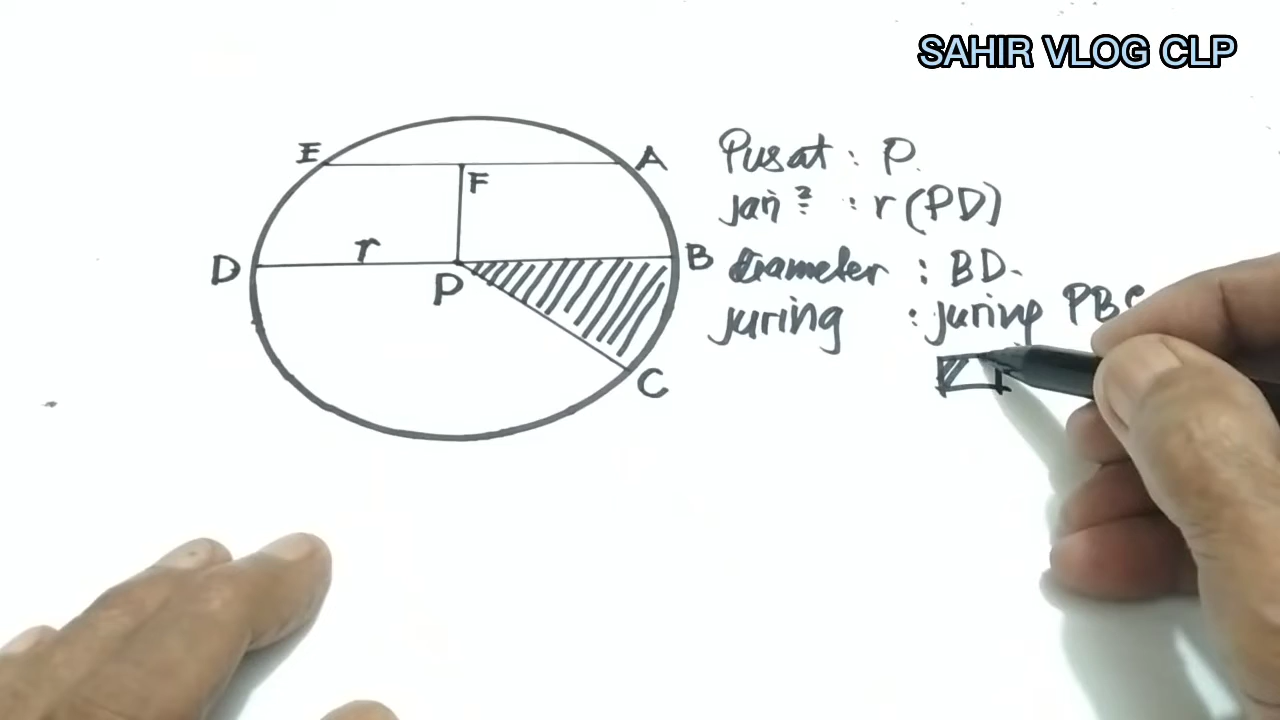 SAHIR VLOG CLP
E
A
F
D
r
P
B
C
Pusat : P.
jari² : r (PD)
diameter : BD.
juring : juring PBC